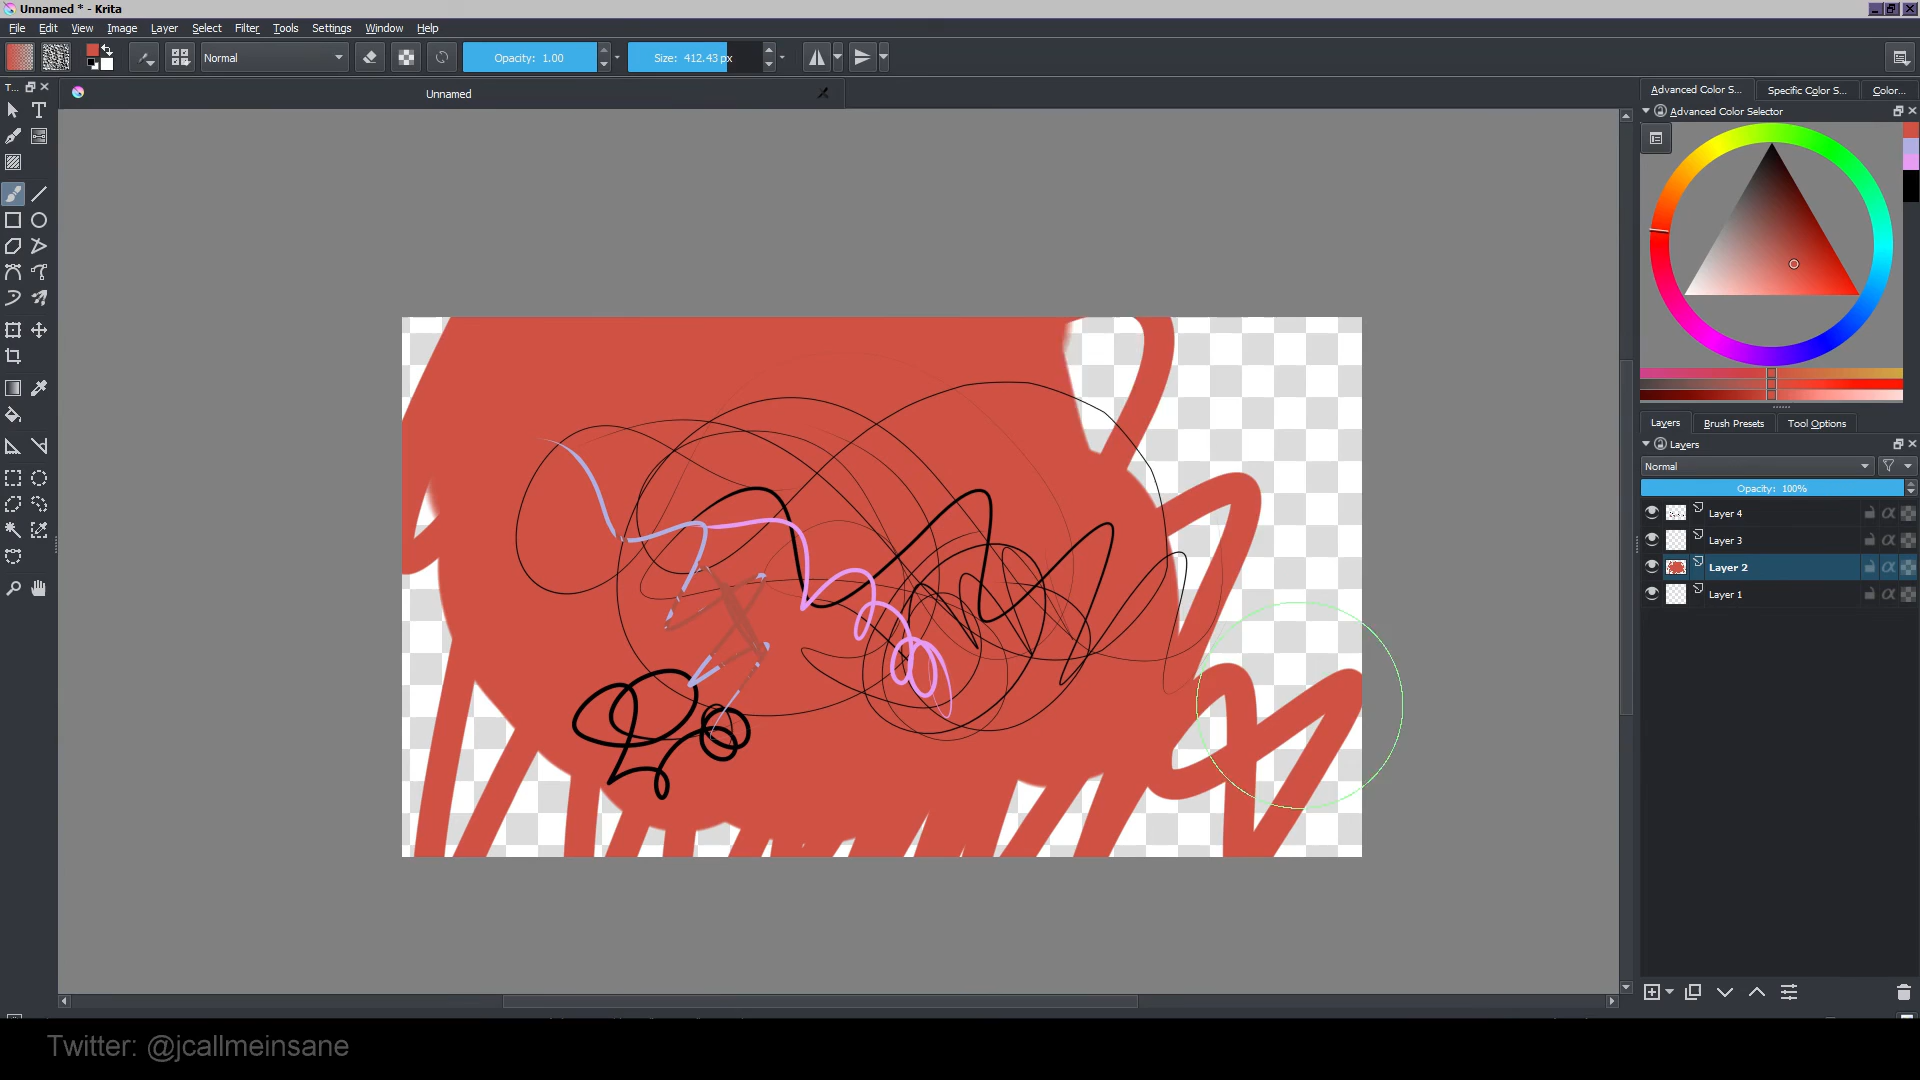 Unnamed * - Krita
File Edit View Image Layer Select Filter Tools Settings Window Help
Normal Opacity: 1.00 Size: 412.43 px
T... Unnamed Advanced Color S... Specific Color S... Color...
Advanced Color Selector
Layers Brush Presets Tool Options
Layers
Normal
Opacity: 100%
Layer 4
Layer 3
Layer 2
Layer 1
Twitter: @jcallmeinsane